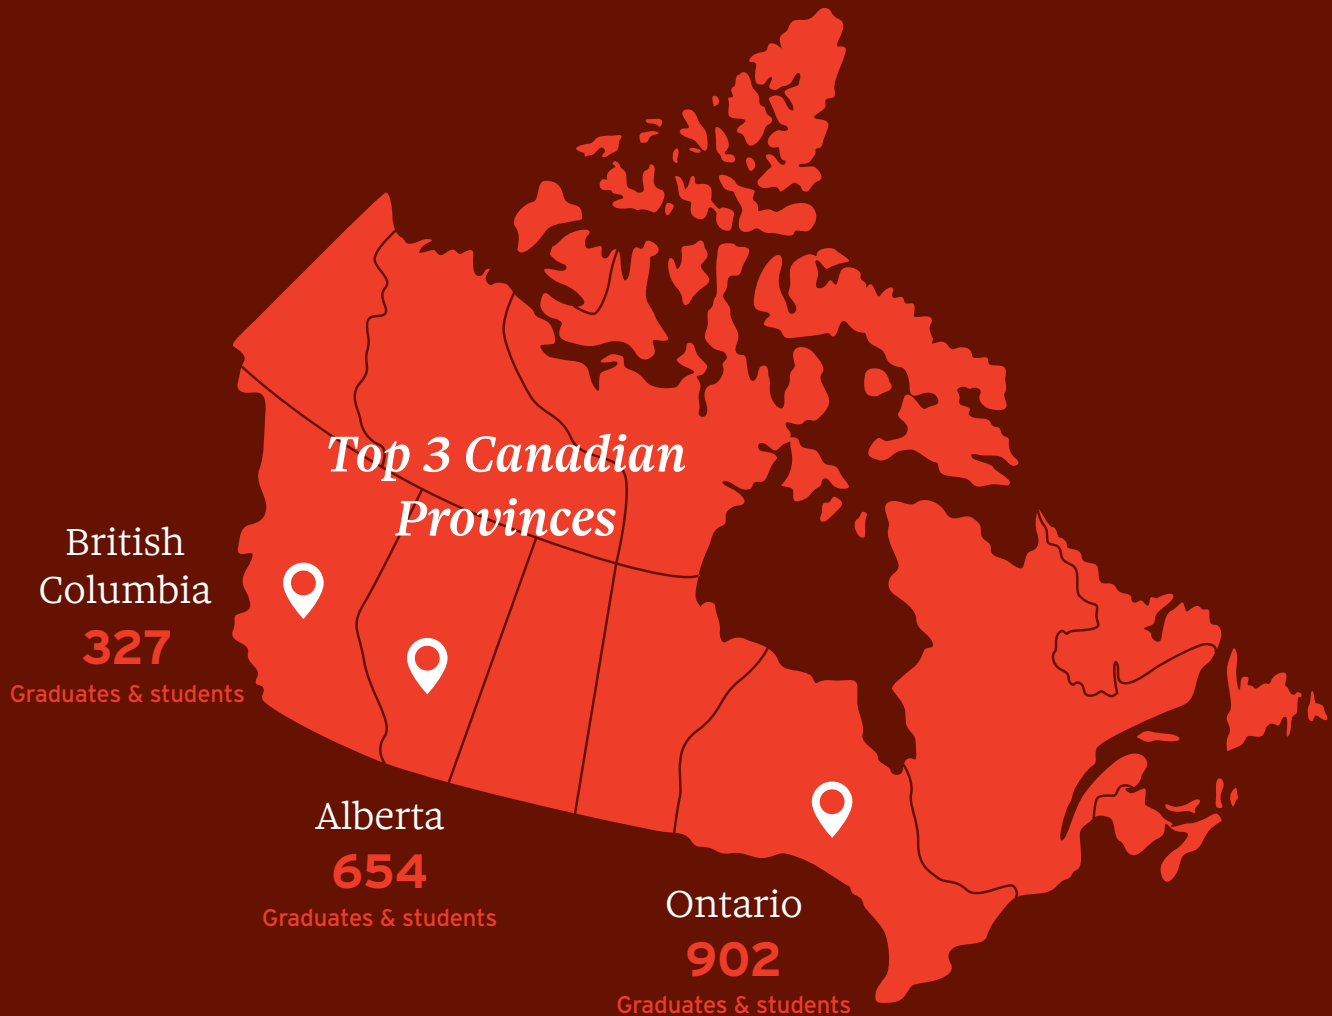 Top 3 Canadian
Provinces
British
Columbia
327
Graduates & students
Alberta
654
Graduates & students
Ontario
902
Graduates & students